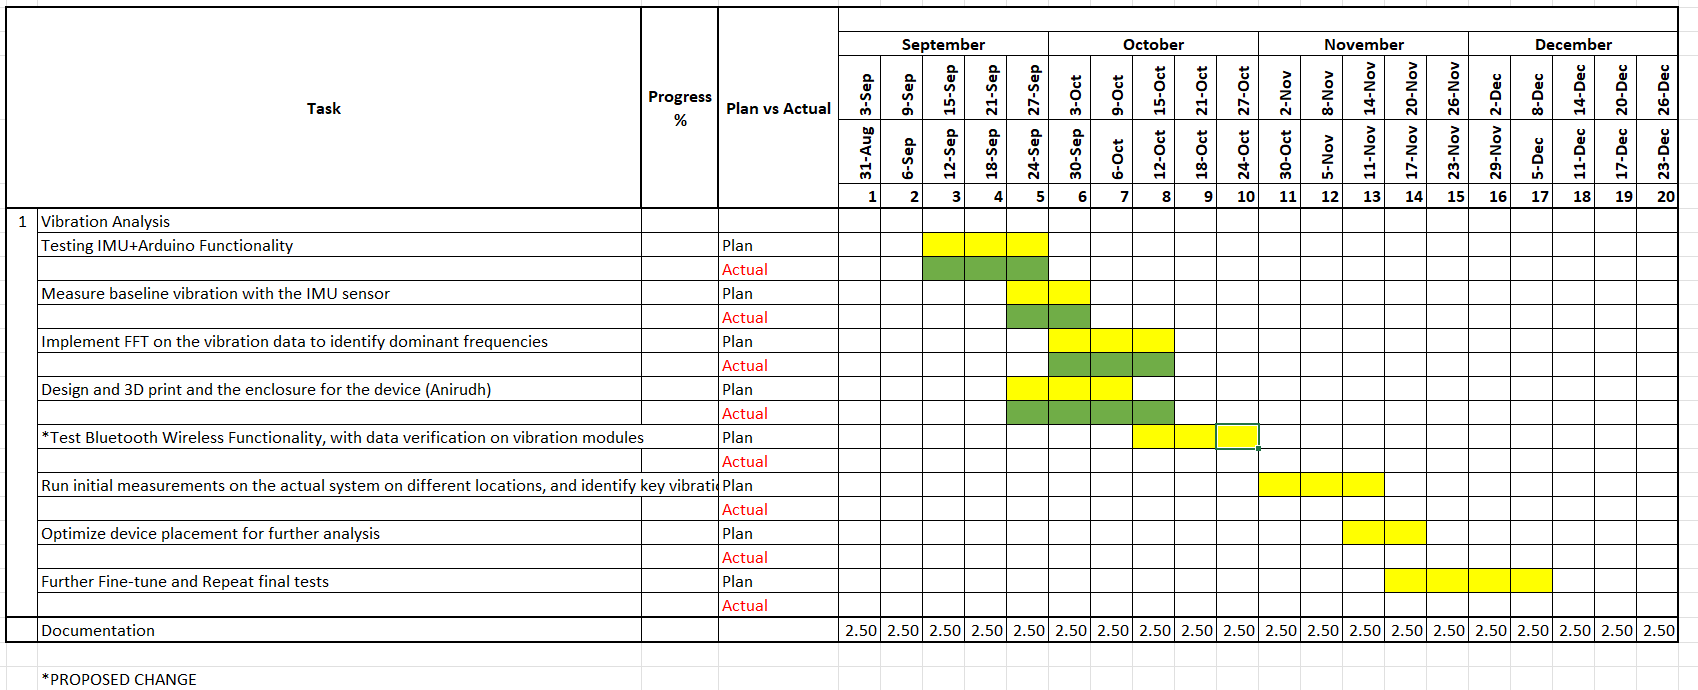 September October November December
3-Sep 9-Sep 15-Sep 21-Sep 27-Sep 3-Oct 9-Oct 15-Oct 21-Oct 27-Oct 2-Nov 8-Nov 14-Nov 20-Nov 26-Nov 2-Dec 8-Dec 14-Dec 20-Dec 26-Dec
Task Progress % Plan vs Actual
31-Aug 6-Sep 12-Sep 18-Sep 24-Sep 30-Sep 6-Oct 12-Oct 18-Oct 24-Oct 30-Oct 5-Nov 11-Nov 17-Nov 23-Nov 29-Nov 5-Dec 11-Dec 17-Dec 23-Dec
1 2 3 4 5 6 7 8 9 10 11 12 13 14 15 16 17 18 19 20
1 Vibration Analysis
Testing IMU+Arduino Functionality Plan
Actual
Measure baseline vibration with the IMU sensor Plan
Actual
Implement FFT on the vibration data to identify dominant frequencies Plan
Actual
Design and 3D print and the enclosure for the device (Anirudh) Plan
Actual
*Test Bluetooth Wireless Functionality, with data verification on vibration modules Plan
Actual
Run initial measurements on the actual system on different locations, and identify key Plan
Actual
Optimize device placement for further analysis Plan
Actual
Further Fine-tune and Repeat final tests Plan
Actual
Documentation 2.50 2.50 2.50 2.50 2.50 2.50 2.50 2.50 2.50 2.50 2.50 2.50 2.50 2.50 2.50 2.50 2.50 2.50 2.50 2.50
*PROPOSED CHANGE